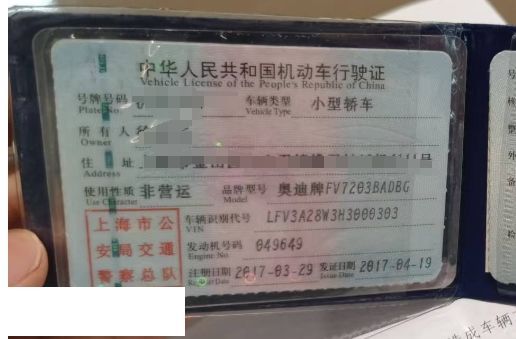 中华人民共和国机动车行驶证
Vehicle License of the People's Republic of China
号牌号码 车辆类型 小型轿车
Plate No. Vehicle Type
所有人
Owner
住址
Address
使用性质 非营运 品牌型号 奥迪牌FV7203BADBG
Use Character Model
上海市公
安局交通
警察总队
车辆识别代号 LFV3A28W3H3000303
VIN
发动机号码 049649
Engine No.
注册日期 2017-03-29 发证日期 2017-04-19
Register Date Issue Date
成车辆